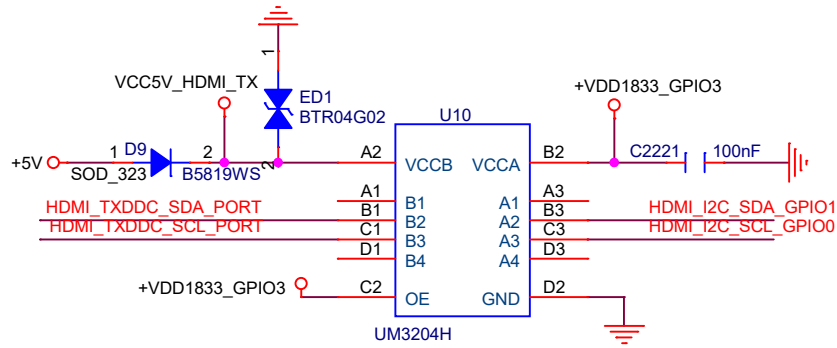 1
VCC5V_HDMI_TX
ED1
BTR04G02
+VDD1833_GPIO3
U10
+5V
1
D9
2
SOD_323
B5819WS
2
A2
VCCB
VCCA
B2
C2221
100nF
A1
B1
A1
A3
HDMI_TXDDC_SDA_PORT
B1
B2
A2
B3
HDMI_I2C_SDA_GPIO1
HDMI_TXDDC_SCL_PORT
C1
B3
A3
C3
HDMI_I2C_SCL_GPIO0
D1
B4
A4
D3
+VDD1833_GPIO3
C2
OE
GND
D2
UM3204H